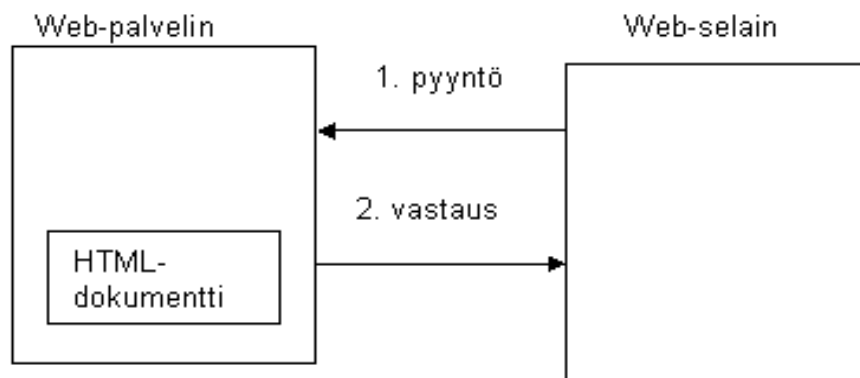 Web-palvelin
Web-selain
1. pyyntö
2. vastaus
HTML-
dokumentti